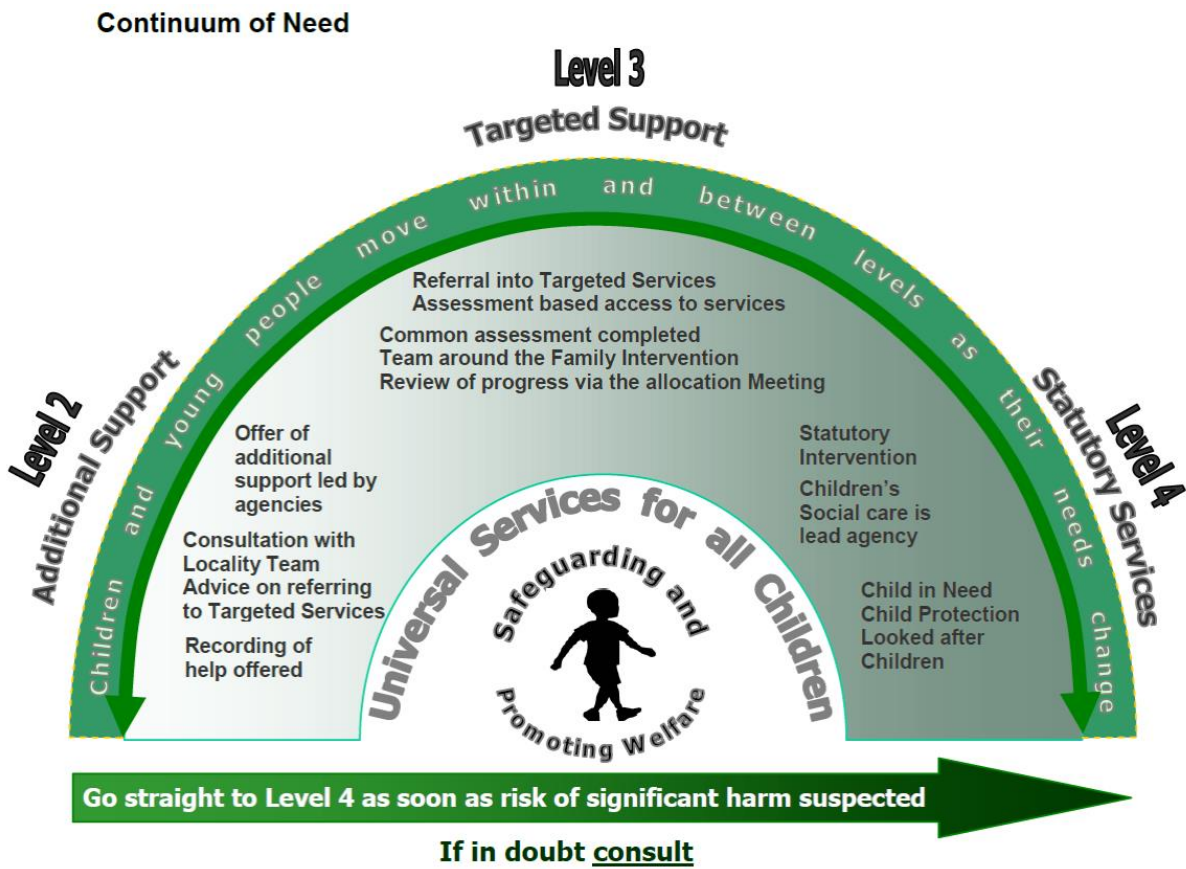 Continuum of Need
Level 3
Targeted Support
Level 2
Additional Support
Level 4
Statutory Services
Children and young people move within and between levels as their needs change
Referral into Targeted Services
Assessment based access to services
Common assessment completed
Team around the Family Intervention
Review of progress via the allocation Meeting
Offer of
additional
support led by
agencies
Consultation with
Locality Team
Advice on referring
to Targeted Services
Recording of
help offered
Statutory
Intervention
Children's
Social care is
lead agency
Child in Need
Child Protection
Looked after
Children
Universal Services for all Children
Safeguarding and
Promoting Welfare
Go straight to Level 4 as soon as risk of significant harm suspected
If in doubt consult